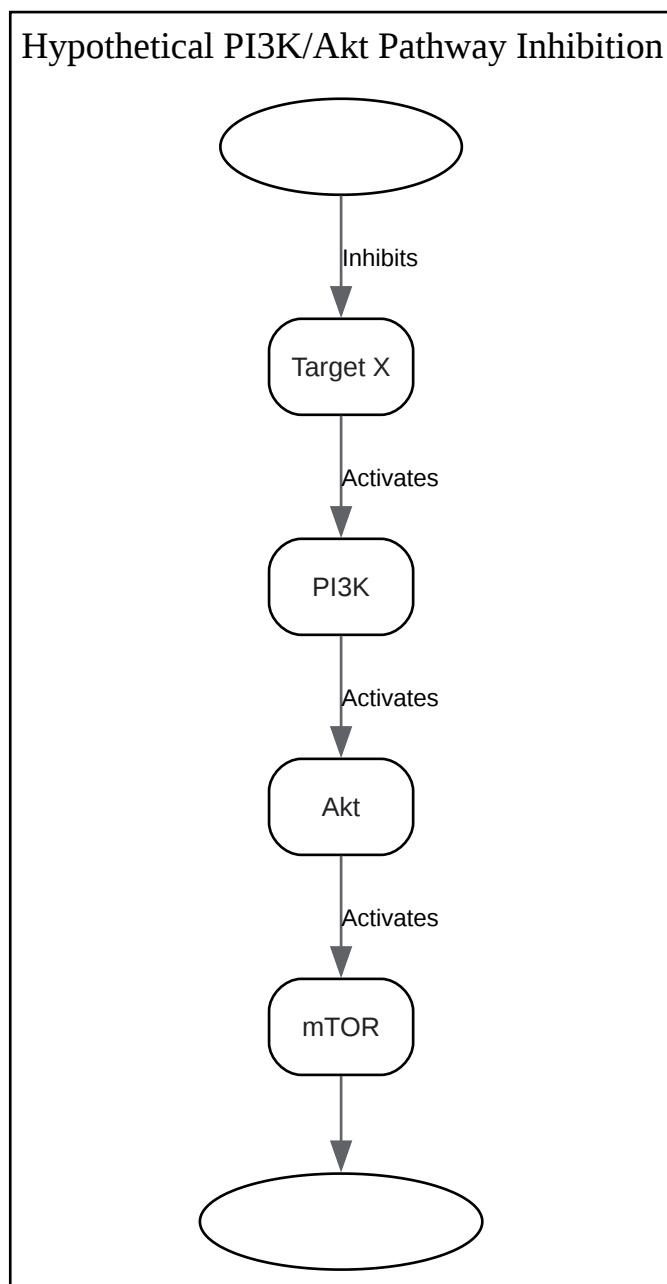 Hypothetical PI3K/Akt Pathway Inhibition
Inhibits
Target X
Activates
PI3K
Activates
Akt
Activates
mTOR